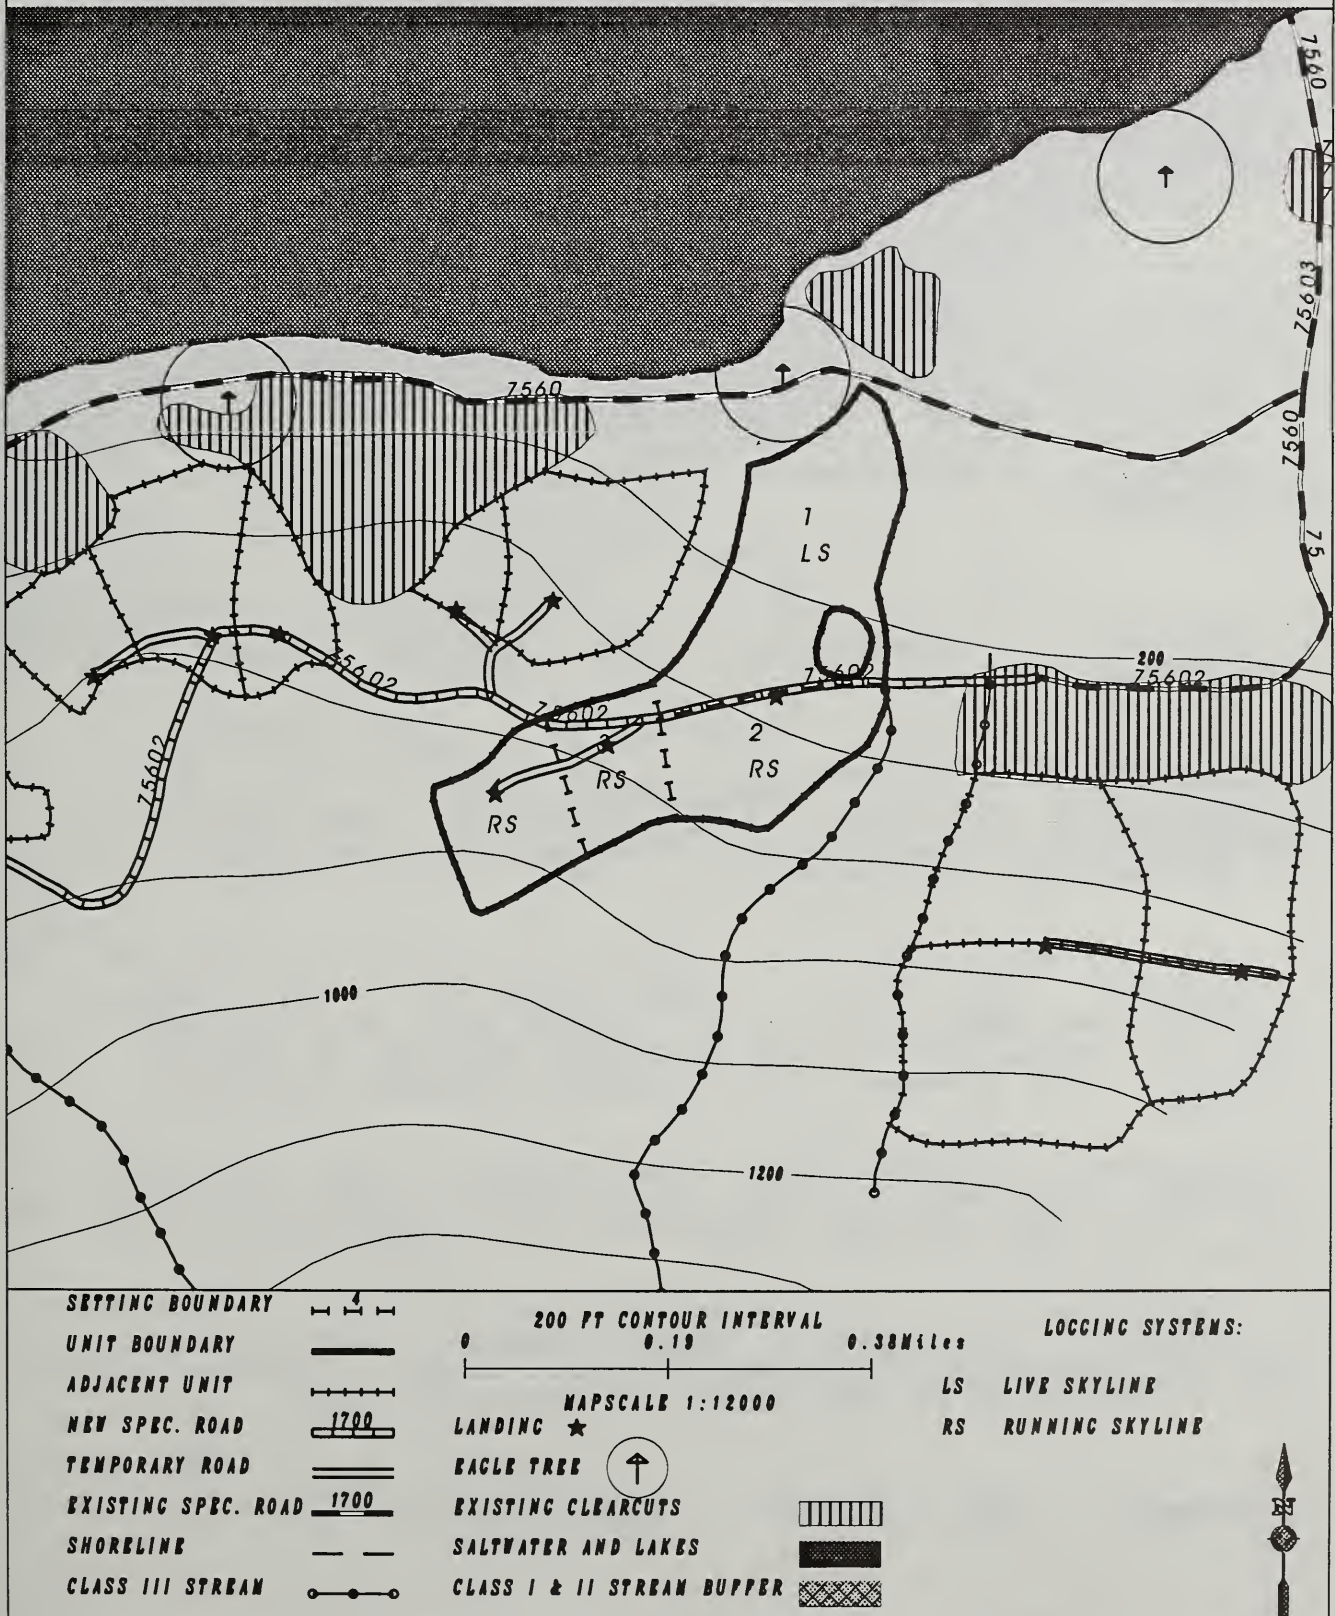 7560
75603
7560
7560
75
1
LS
200
75602
75602
75602
75602
2
RS
RS
75602
RS
1000
1200
SETTING BOUNDARY 4
UNIT BOUNDARY
ADJACENT UNIT
NEW SPEC. ROAD 1700
TEMPORARY ROAD
EXISTING SPEC. ROAD 1700
SHORELINE
CLASS III STREAM
200 FT CONTOUR INTERVAL
0 0.19 0.38Miles
MAPSCALE 1:12000
LANDING
EAGLE TREE
EXISTING CLEARCUTS
SALTWATER AND LAKES
CLASS I & II STREAM BUFFER
LOGGING SYSTEMS:
LS LIVE SKYLINE
RS RUNNING SKYLINE
N